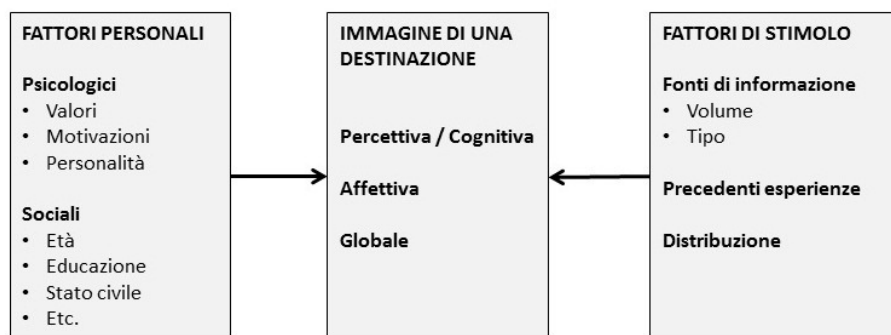 FATTORI PERSONALI
Psicologici
• Valori
• Motivazioni
• Personalità
Sociali
• Età
• Educazione
• Stato civile
• Etc.
IMMAGINE DI UNA
DESTINAZIONE
Percettiva / Cognitiva
Affettiva
Globale
FATTORI DI STIMOLO
Fonti di informazione
• Volume
• Tipo
Precedenti esperienze
Distribuzione